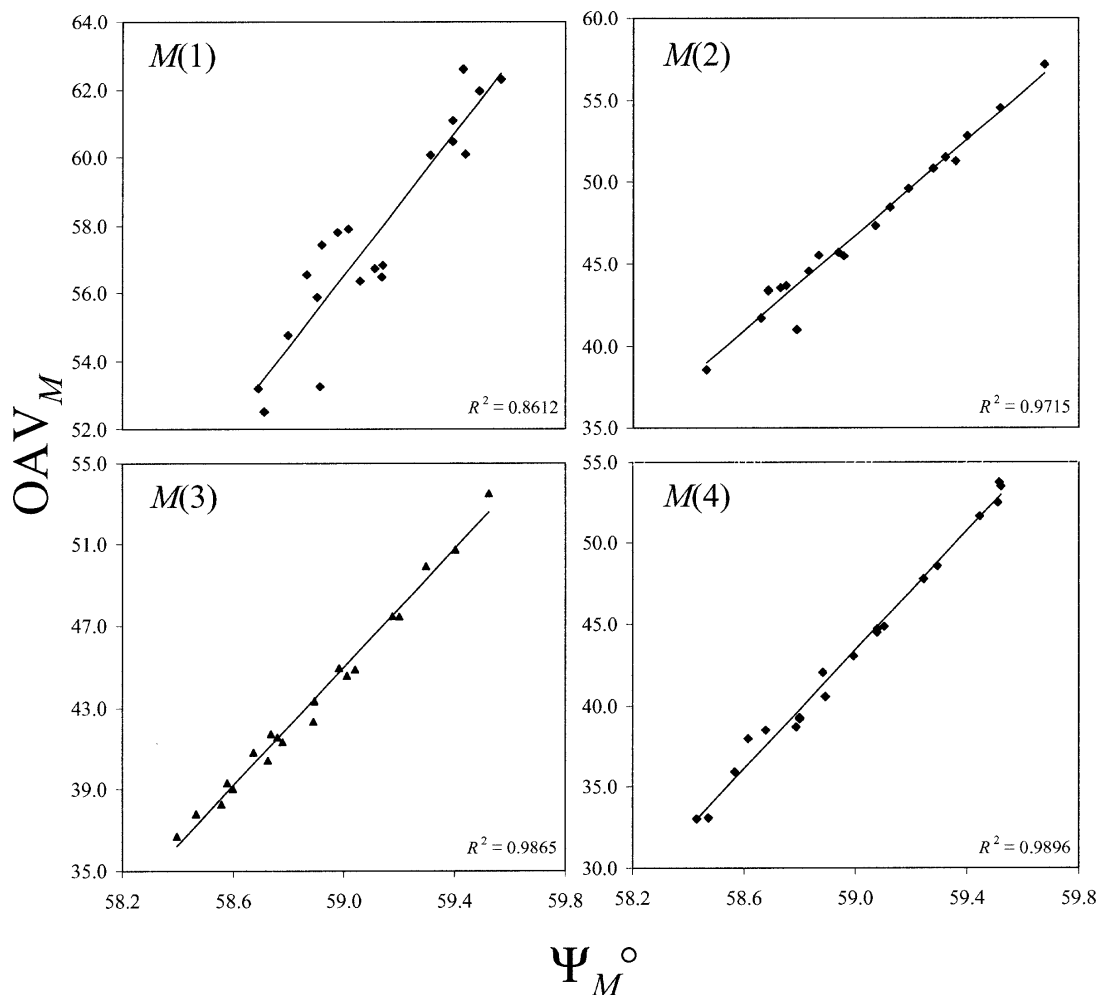 M(1)
64.0
62.0
60.0
58.0
56.0
54.0
52.0
R² = 0.8612
M(2)
60.0
55.0
50.0
45.0
40.0
35.0
R² = 0.9715
OAV_M
M(3)
55.0
51.0
47.0
43.0
39.0
35.0
R² = 0.9865
58.2 58.6 59.0 59.4 59.8
M(4)
55.0
50.0
45.0
40.0
35.0
30.0
R² = 0.9896
58.2 58.6 59.0 59.4 59.8
Ψ_M°